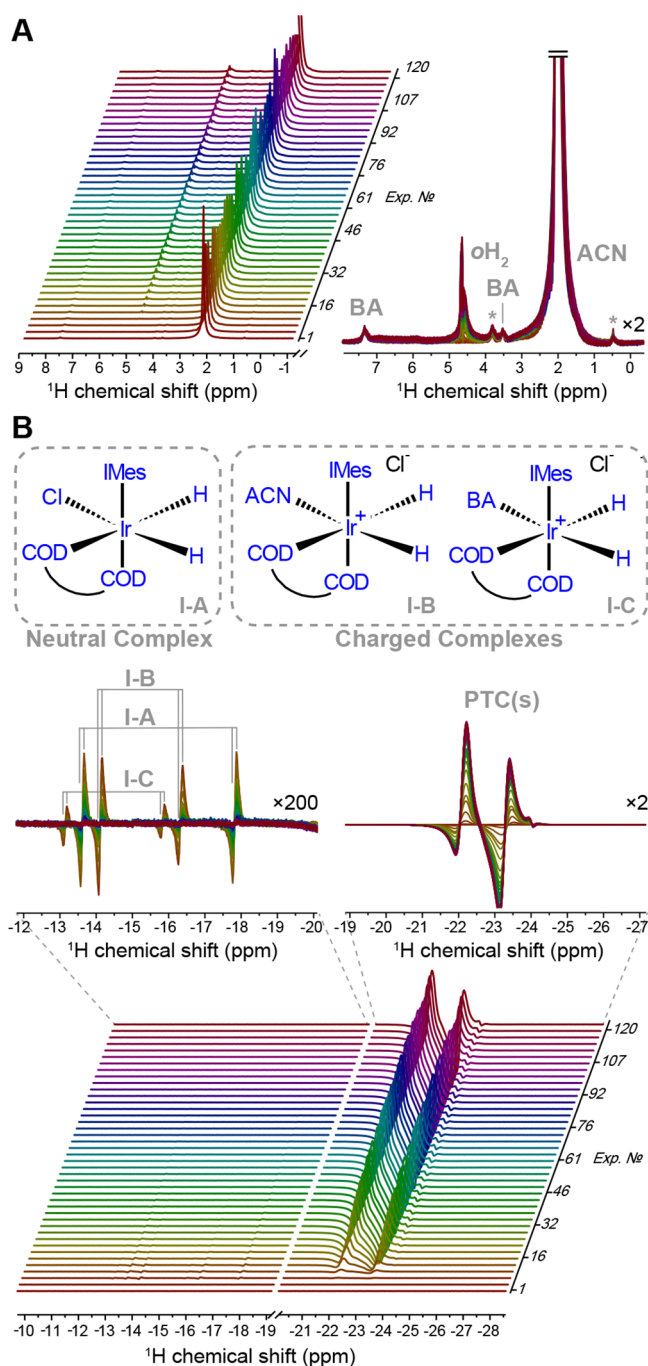 A
120
107
92
76
61 Exp. №
46
32
16
1
9 8 7 6 5 4 3 2 1 0 -1
¹H chemical shift (ppm)
oH₂
ACN
BA
BA
*
*
×2
7 6 5 4 3 2 1 0
¹H chemical shift (ppm)
B
IMes
Cl
H
Ir
H
COD
COD
I-A
Neutral Complex
IMes
Cl⁻
ACN
H
Ir⁺
H
COD
COD
I-B
IMes
Cl⁻
BA
H
Ir⁺
H
COD
COD
I-C
Charged Complexes
I-B
I-A
I-C
×200
-12 -13 -14 -15 -16 -17 -18 -19 -20
¹H chemical shift (ppm)
PTC(s)
×2
-19 -20 -21 -22 -23 -24 -25 -26 -27
¹H chemical shift (ppm)
120
107
92
76
61 Exp. №
46
32
16
1
-10 -11 -12 -13 -14 -15 -16 -17 -18 -19 -21 -22 -23 -24 -25 -26 -27 -28
¹H chemical shift (ppm)